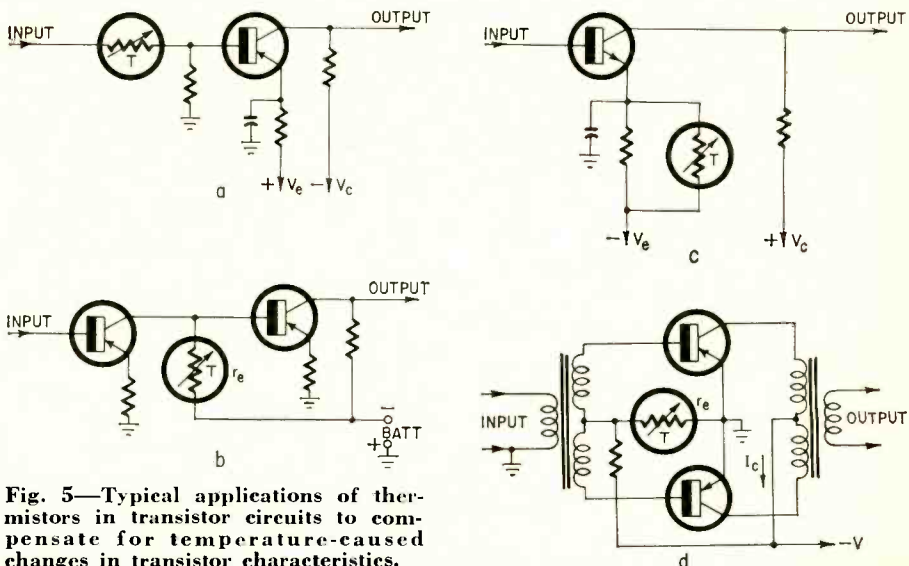 INPUT
T
OUTPUT
+Ve
-Vc
a
INPUT
OUTPUT
T
-Ve
+Vc
c
INPUT
T
re
OUTPUT
-
BATT
+
b
INPUT
re
T
Ic
OUTPUT
-V
d
Fig. 5—Typical applications of ther-
mistors in transistor circuits to com-
pensate for temperature-caused
changes in transistor characteristics.